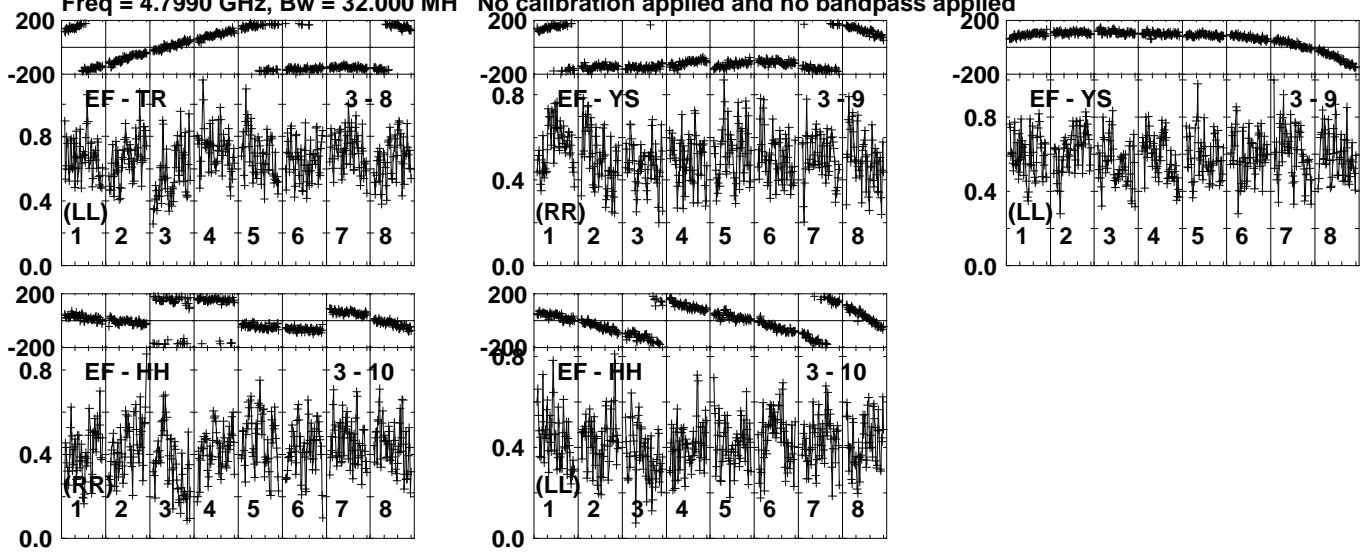 Freq = 4.7990 GHz, Bw = 32.000 MH No calibration applied and no bandpass applied
200
-200
EF - TR 3 - 8
0.8
0.4
(LL)
1 2 3 4 5 6 7 8
0.0
200
-200
0.8
EF - YS 3 - 9
0.4
(RR)
1 2 3 4 5 6 7 8
0.0
200
-200
EF - YS 3 - 9
0.8
0.4
(LL)
1 2 3 4 5 6 7 8
0.0
200
-200
0.8
EF - HH 3 - 10
0.4
(RR)
1 2 3 4 5 6 7 8
0.0
200
-200
0.8
EF - HH 3 - 10
0.4
(LL)
1 2 3 4 5 6 7 8
0.0